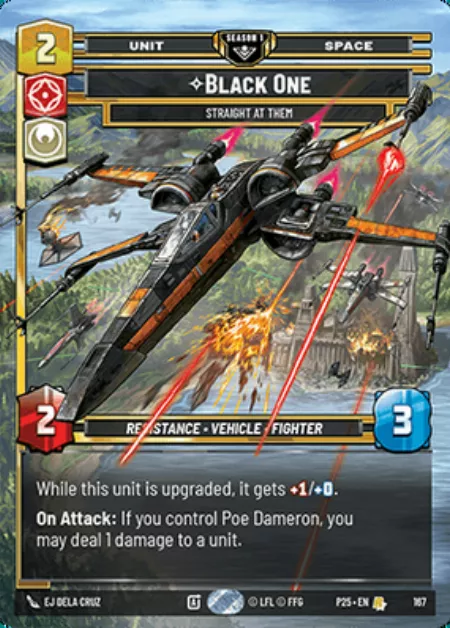 2
UNIT
SEASON 1
SPACE
✧BLACK ONE
STRAIGHT AT THEM
2
RESISTANCE • VEHICLE • FIGHTER
3
While this unit is upgraded, it gets +1/+0.
On Attack: If you control Poe Dameron, you
may deal 1 damage to a unit.
EJ DELA CRUZ
© LFL © FFG
P25 • EN
167